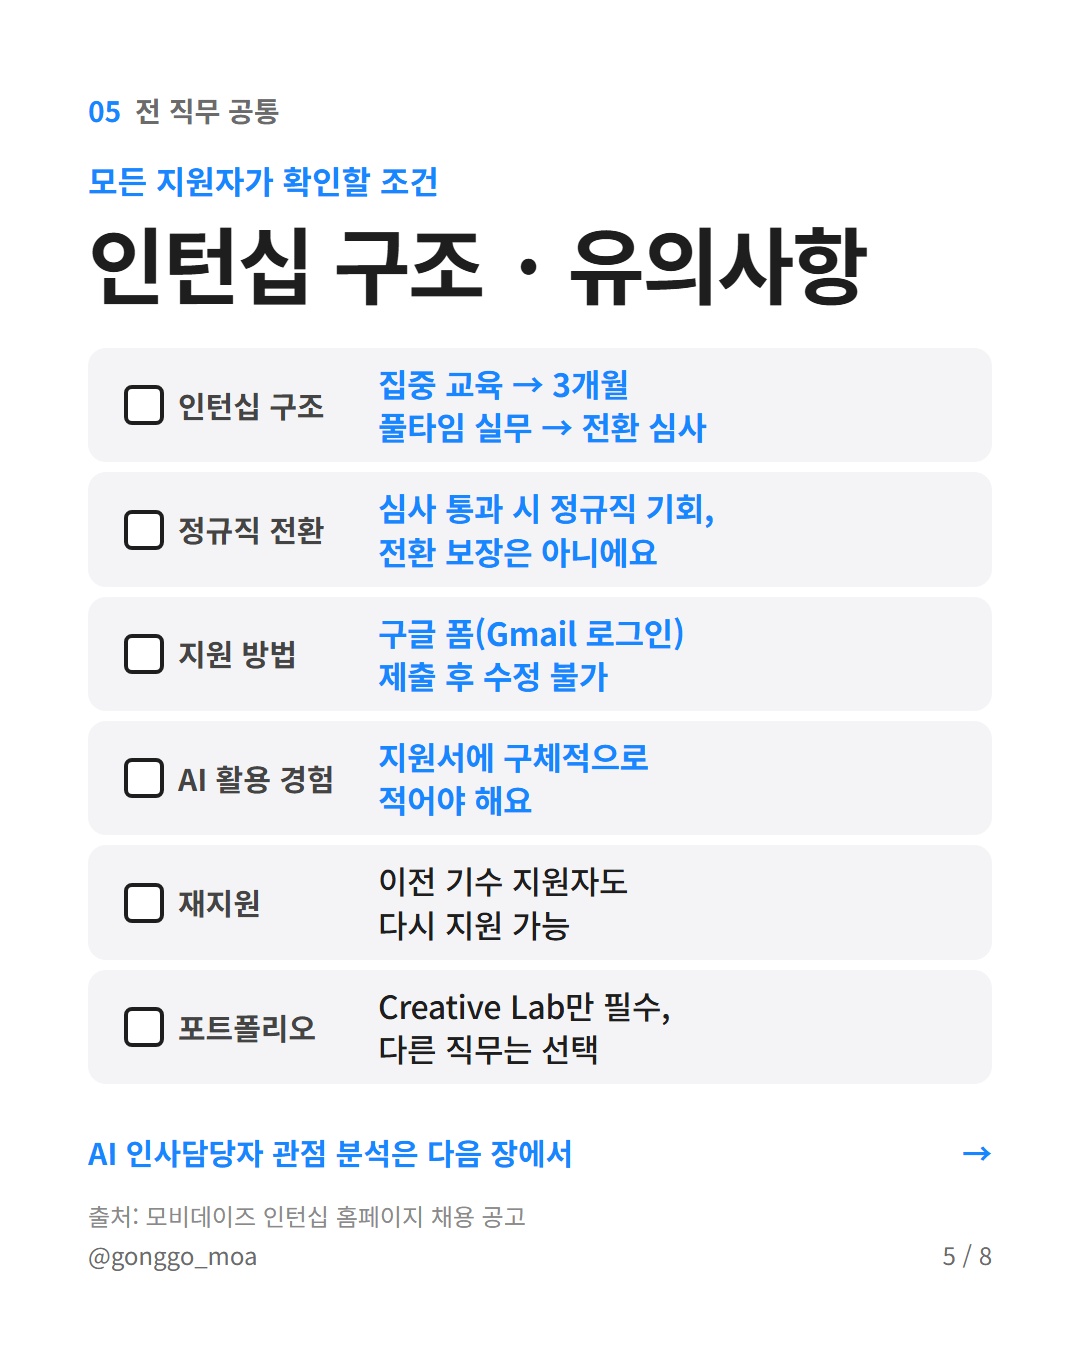 05 전 직무 공통
모든 지원자가 확인할 조건
인턴십 구조 · 유의사항
인턴십 구조
집중 교육 → 3개월
풀타임 실무 → 전환 심사
정규직 전환
심사 통과 시 정규직 기회,
전환 보장은 아니에요
지원 방법
구글 폼(Gmail 로그인)
제출 후 수정 불가
AI 활용 경험
지원서에 구체적으로
적어야 해요
재지원
이전 기수 지원자도
다시 지원 가능
포트폴리오
Creative Lab만 필수,
다른 직무는 선택
AI 인사담당자 관점 분석은 다음 장에서 →
출처: 모비데이즈 인턴십 홈페이지 채용 공고
@gonggo_moa
5 / 8